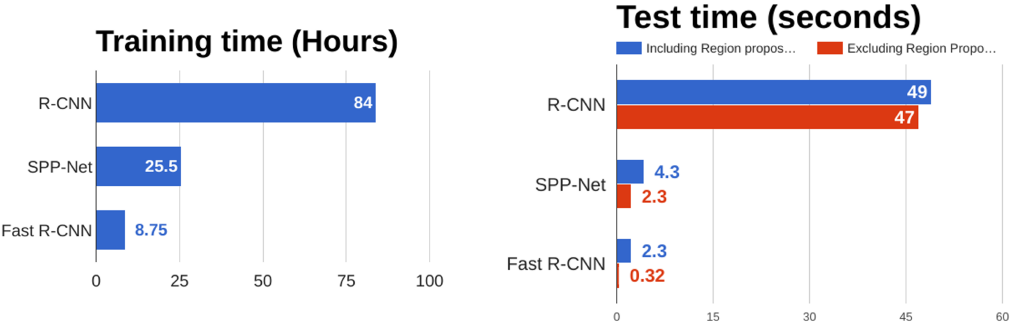 Training time (Hours)
R-CNN 84
SPP-Net 25.5
Fast R-CNN 8.75
0 25 50 75 100
Test time (seconds)
Including Region propos... Excluding Region Propo...
R-CNN 49
47
SPP-Net 4.3
2.3
Fast R-CNN 2.3
0.32
0 15 30 45 60